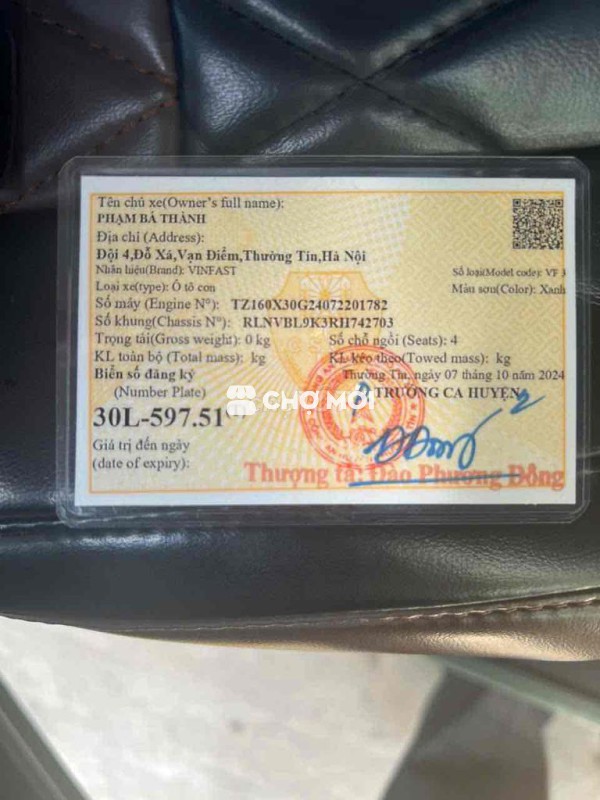 Tên chủ xe(Owner's full name):
PHẠM BÁ THÀNH
Địa chỉ (Address):
Đội 4,Đỗ Xá,Vạn Điểm,Thường Tín,Hà Nội
Nhãn hiệu(Brand): VINFAST Số loại(Model code): VF 3
Loại xe(type): Ô tô con Màu sơn(Color): Xanh
Số máy (Engine N°): TZ160X30G24072201782
Số khung(Chassis N°): RLNVBL9K3RH742703
Trọng tải(Gross weight): 0 kg Số chỗ ngồi (Seats): 4
KL toàn bộ (Total mass): kg KL kéo theo(Towed mass): kg
Biển số đăng ký Thường Tín, ngày 07 tháng 10 năm 2024
(Number Plate) TRƯỞNG CA HUYỆN
30L-597.51
CHỢ MỚI
Giá trị đến ngày
(date of expiry):
Thượng tá: Đào Phương Đông